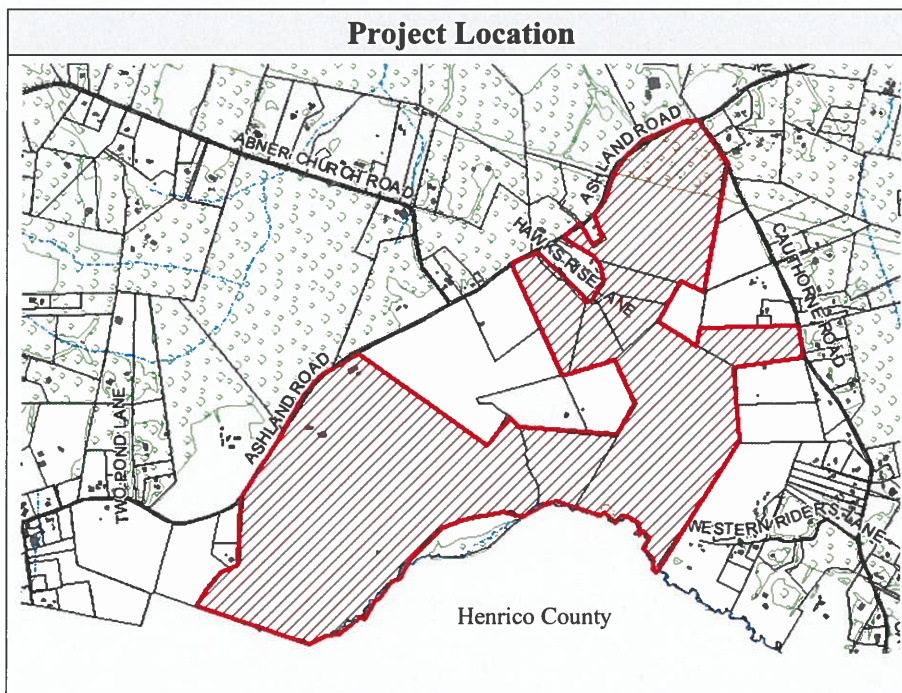 Project Location
ASHLAND ROAD
ABNER CHURCH ROAD
HAWKS RISE LANE
CAUTHORNE ROAD
ASHLAND ROAD
TWO POND LANE
WESTERN RIDERS LANE
Henrico County